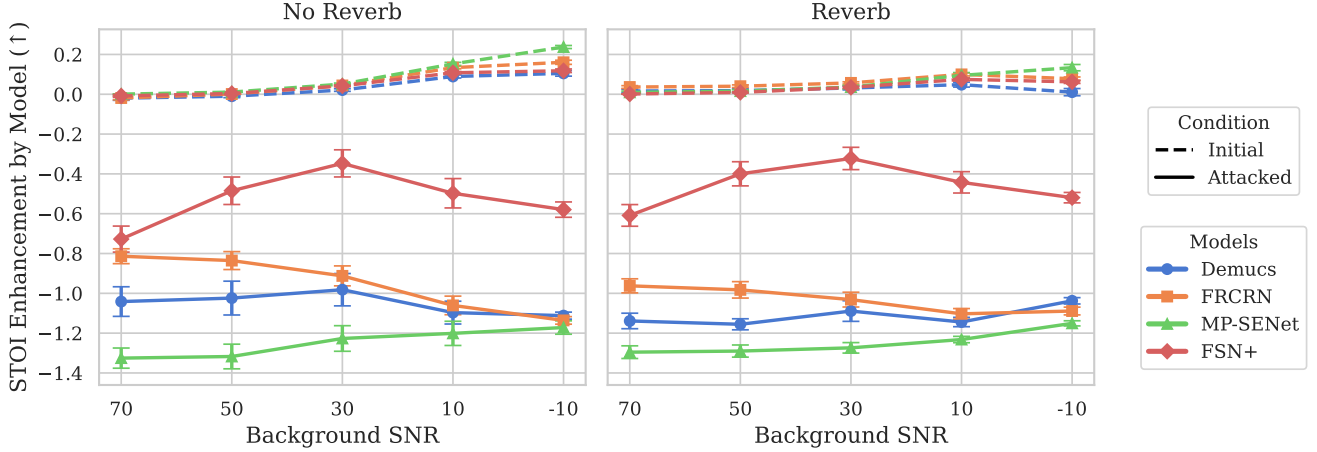 No Reverb
Reverb
STOI Enhancement by Model (↑)
0.2
0.0
−0.2
−0.4
−0.6
−0.8
−1.0
−1.2
−1.4
70 50 30 10 -10
70 50 30 10 -10
Background SNR
Background SNR
Condition
Initial
Attacked
Models
Demucs
FRCRN
MP-SENet
FSN+